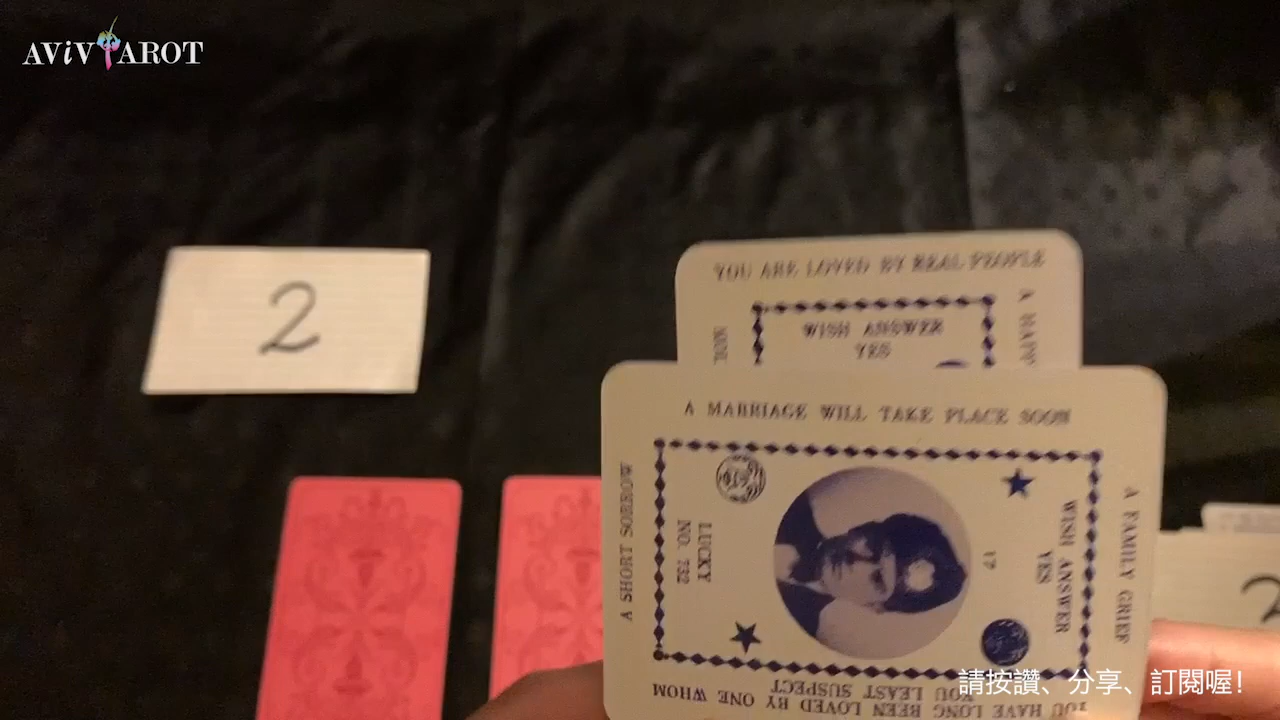 AViVTAROT
2
YOU ARE LOVED BY REAL PEOPLE
WISH ANSWER
YES
A HAPP
A MARRIAGE WILL TAKE PLACE SOON
A SHORT SORROW
LUCKY
NO. 732
17
WISH ANSWER
YES
A FAMILY GRIEF
YOU HAVE LONG BEEN LOVED BY ONE WHOM
YOU LEAST SUSPECT
請按讚、分享、訂閱喔!